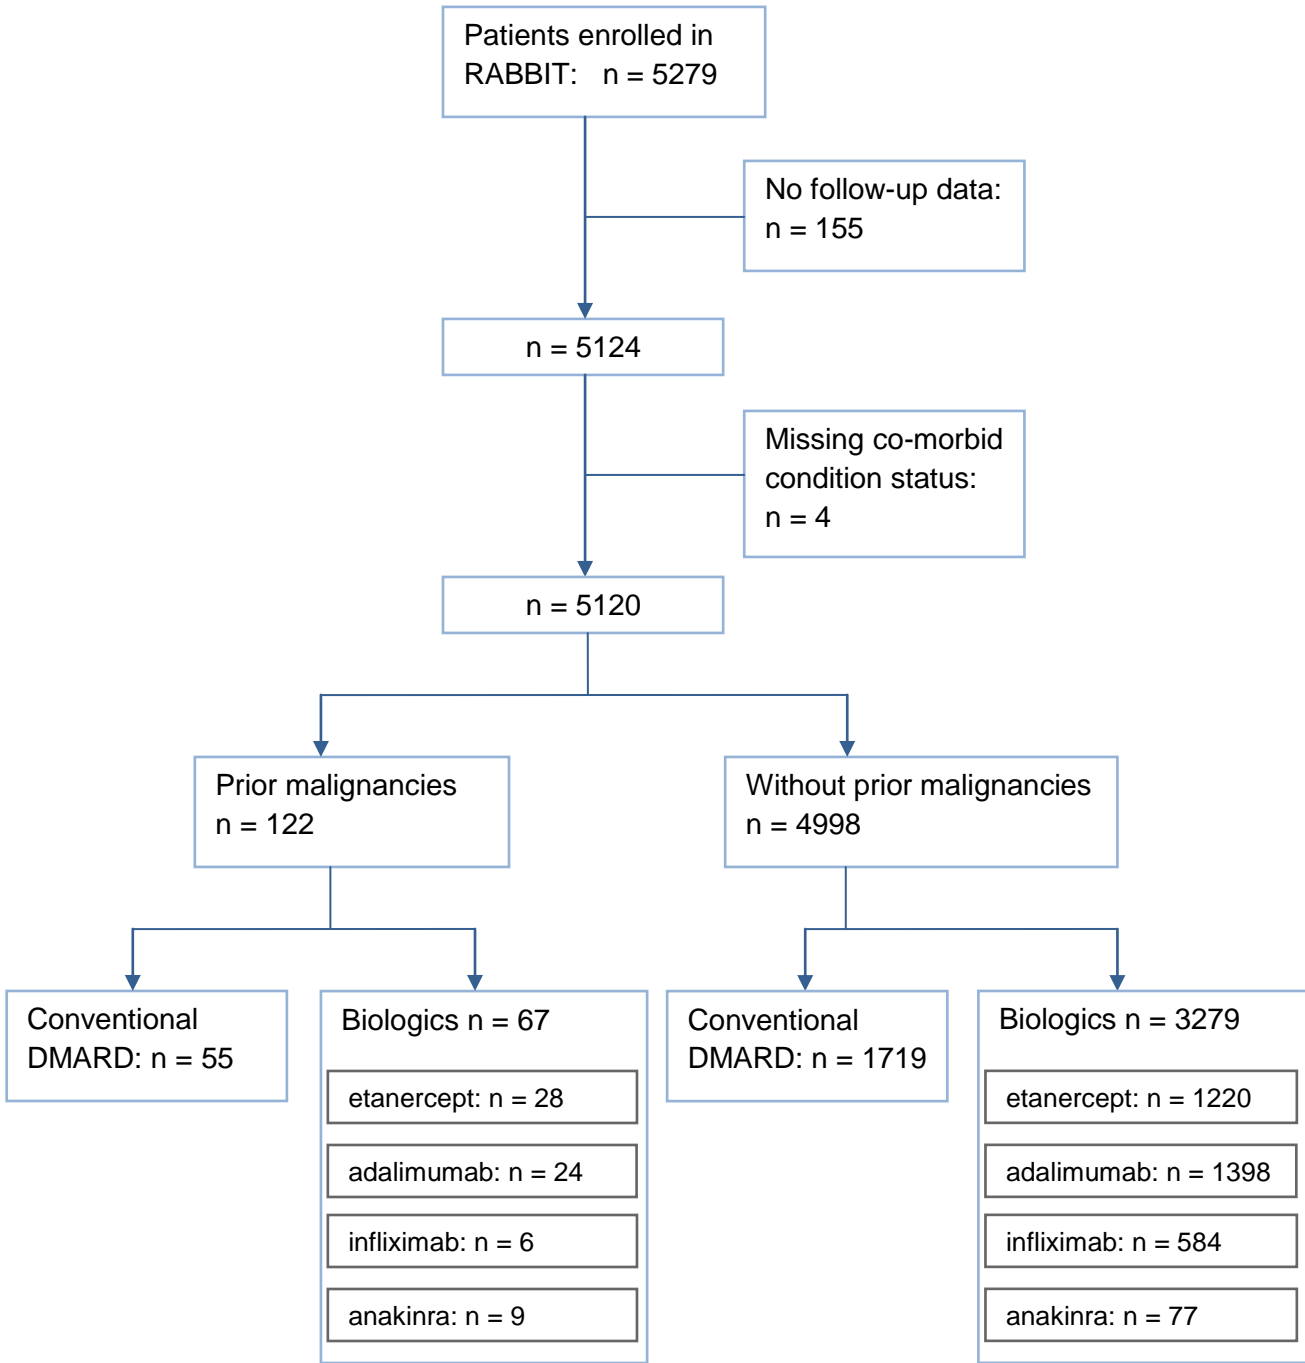 Patients enrolled in
RABBIT: n = 5279
No follow-up data:
n = 155
n = 5124
Missing co-morbid
condition status:
n = 4
n = 5120
Prior malignancies
n = 122
Without prior malignancies
n = 4998
Conventional
DMARD: n = 55
Biologics n = 67
etanercept: n = 28
adalimumab: n = 24
infliximab: n = 6
anakinra: n = 9
Conventional
DMARD: n = 1719
Biologics n = 3279
etanercept: n = 1220
adalimumab: n = 1398
infliximab: n = 584
anakinra: n = 77